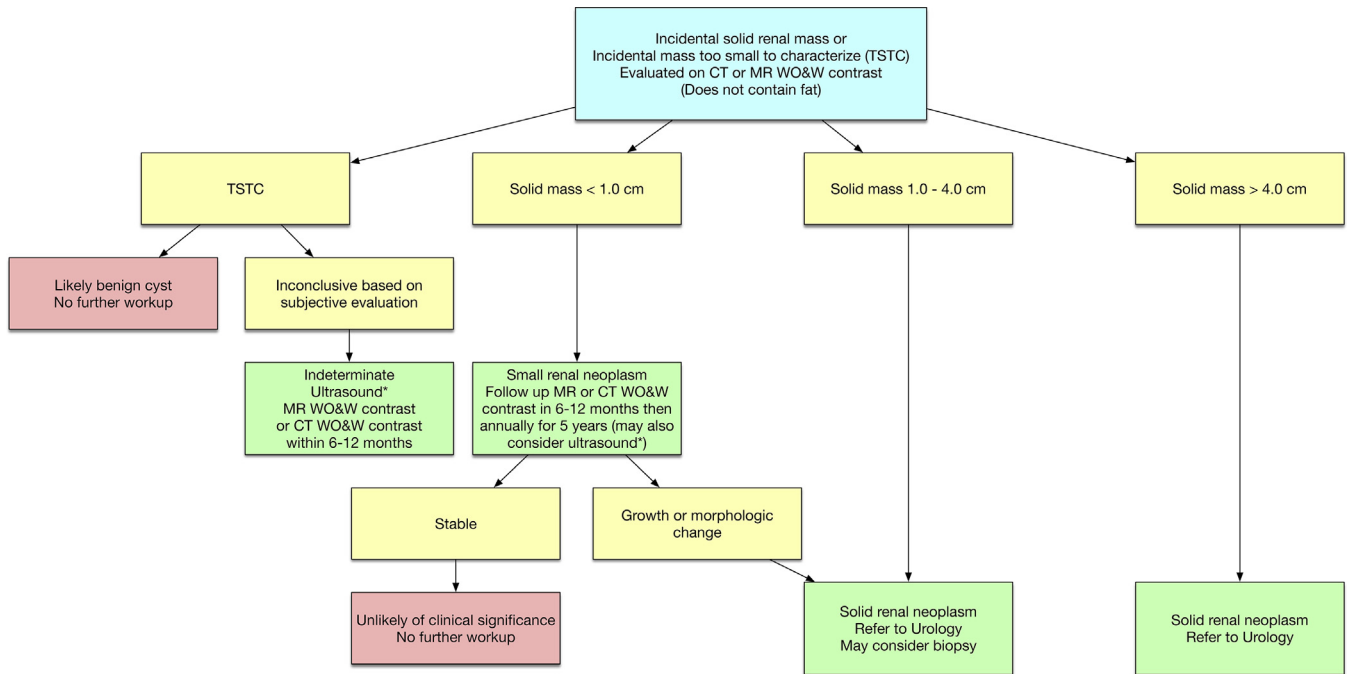 Incidental solid renal mass or
Incidental mass too small to characterize (TSTC)
Evaluated on CT or MR WO&W contrast
(Does not contain fat)
TSTC
Solid mass < 1.0 cm
Solid mass 1.0 - 4.0 cm
Solid mass > 4.0 cm
Likely benign cyst
No further workup
Inconclusive based on
subjective evaluation
Indeterminate
Ultrasound*
MR WO&W contrast
or CT WO&W contrast
within 6-12 months
Small renal neoplasm
Follow up MR or CT WO&W
contrast in 6-12 months then
annually for 5 years (may also
consider ultrasound*)
Stable
Growth or morphologic
change
Unlikely of clinical significance
No further workup
Solid renal neoplasm
Refer to Urology
May consider biopsy
Solid renal neoplasm
Refer to Urology